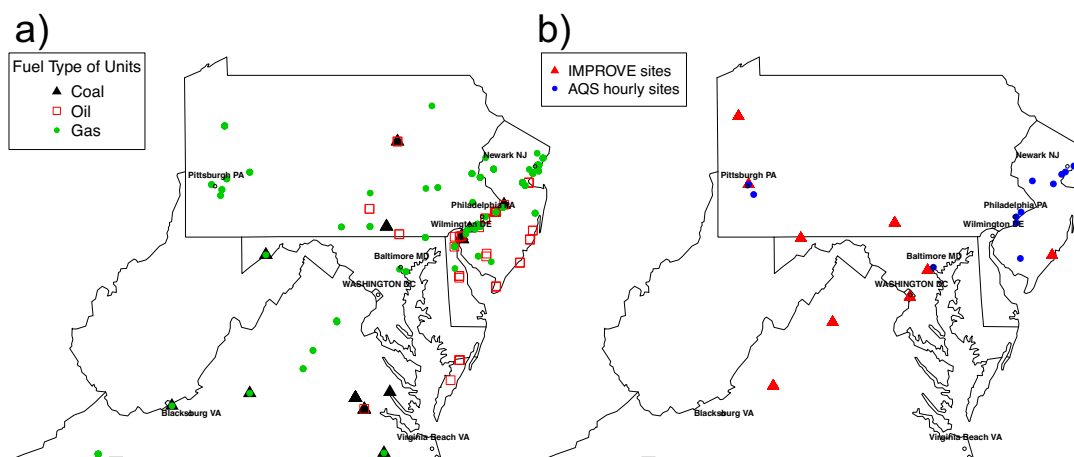 a)
Fuel Type of Units
Coal
Oil
Gas
Newark NJ
Pittsburgh PA
Philadelphia PA
Wilmington DE
Baltimore MD
WASHINGTON DC
Blacksburg VA
Virginia Beach VA
b)
IMPROVE sites
AQS hourly sites
Newark NJ
Pittsburgh PA
Philadelphia PA
Wilmington DE
Baltimore MD
WASHINGTON DC
Blacksburg VA
Virginia Beach VA